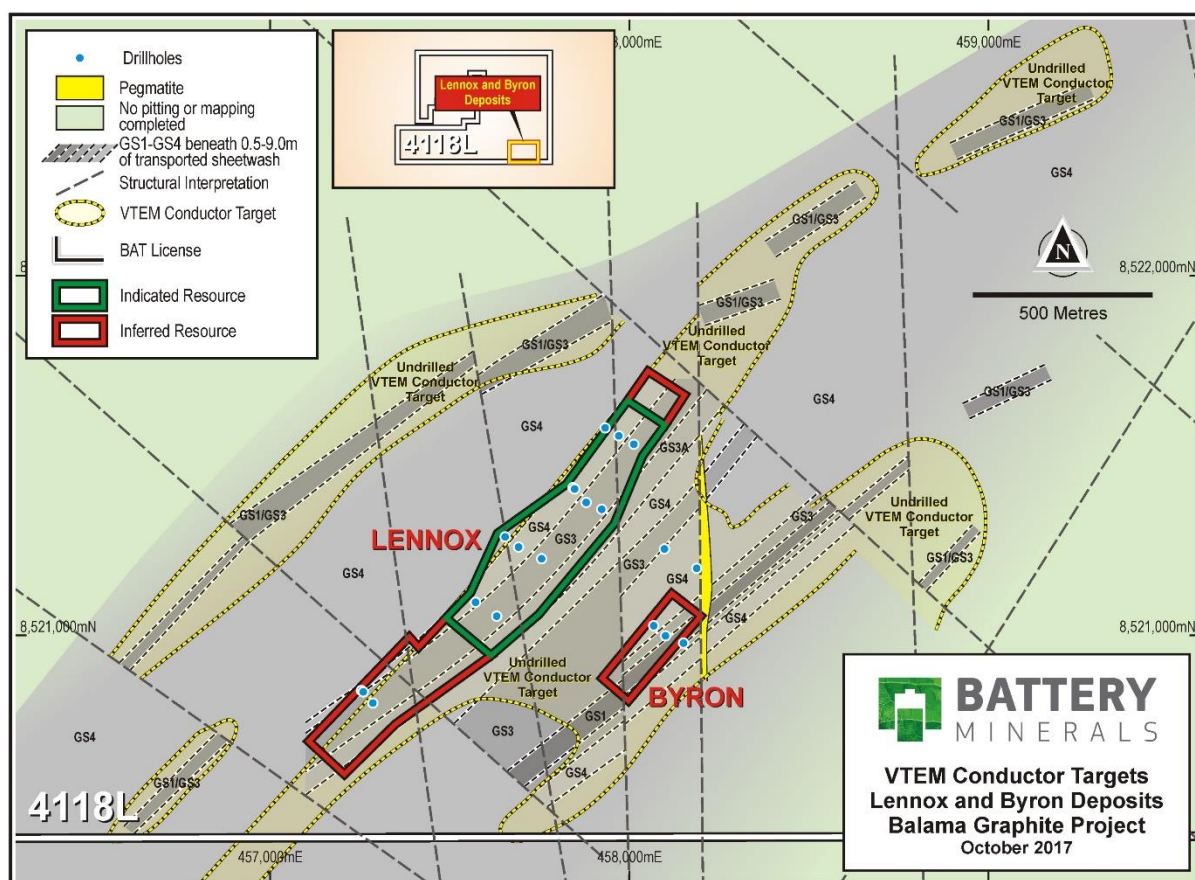 Drillholes
Pegmatite
No pitting or mapping
completed
GS1-GS4 beneath 0.5-9.0m
of transported sheetwash
Structural Interpretation
VTEM Conductor Target
BAT License
Indicated Resource
Inferred Resource
Lennox and Byron
Deposits
4118L
3,000mE
459,000mE
Undrilled
VTEM Conductor
Target
GS1/GS3
GS4
GS1/GS3
N
8,522,000mN
500 Metres
8
GS1/GS3
Undrilled
VTEM Conductor
Target
GS1/GS3
Undrilled
VTEM Conductor
Target
GS1/GS3
GS4
GS4
GS3A
GS1/GS3
GS4
GS4
GS3
LENNOX
GS3
Undrilled
VTEM Conductor
Target
GS1/GS3
GS4
GS3
GS4
GS4
8,521,000mN
8,521,000mN
Undrilled
VTEM Conductor
Target
BYRON
GS1
GS3
GS4
GS4
GS1/GS3
4118L
457,000mE
458,000mE
BATTERY
MINERALS
VTEM Conductor Targets
Lennox and Byron Deposits
Balama Graphite Project
October 2017